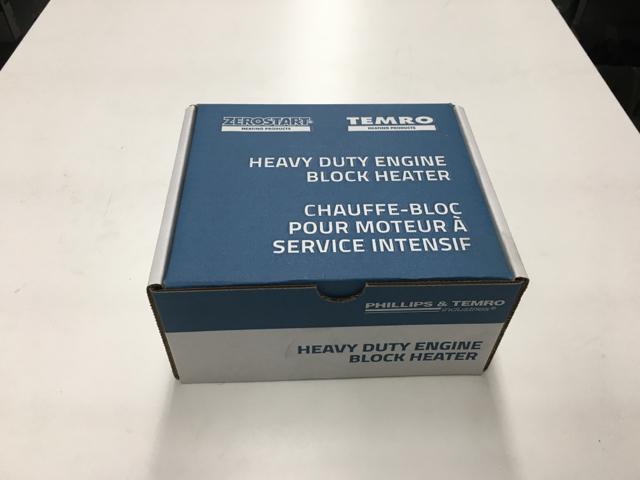 ZEROSTART
HEATING PRODUCTS
TEMRO
HEATING PRODUCTS
HEAVY DUTY ENGINE
BLOCK HEATER
CHAUFFE-BLOC
POUR MOTEUR À
SERVICE INTENSIF
PHILLIPS & TEMRO
industries®
HEAVY DUTY ENGINE
BLOCK HEATER